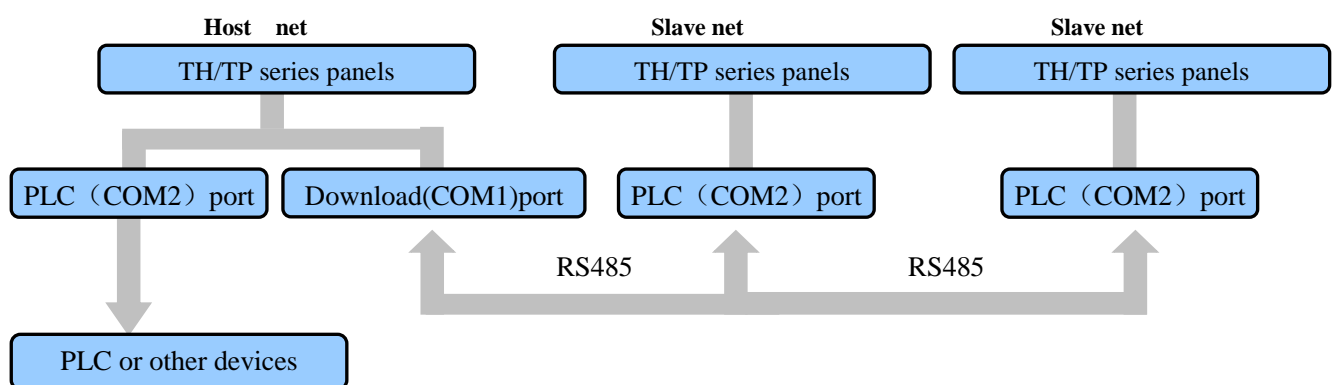 Host net
Slave net
Slave net
TH/TP series panels
TH/TP series panels
TH/TP series panels
PLC（COM2）port
Download(COM1)port
PLC（COM2）port
PLC（COM2）port
RS485
RS485
PLC or other devices